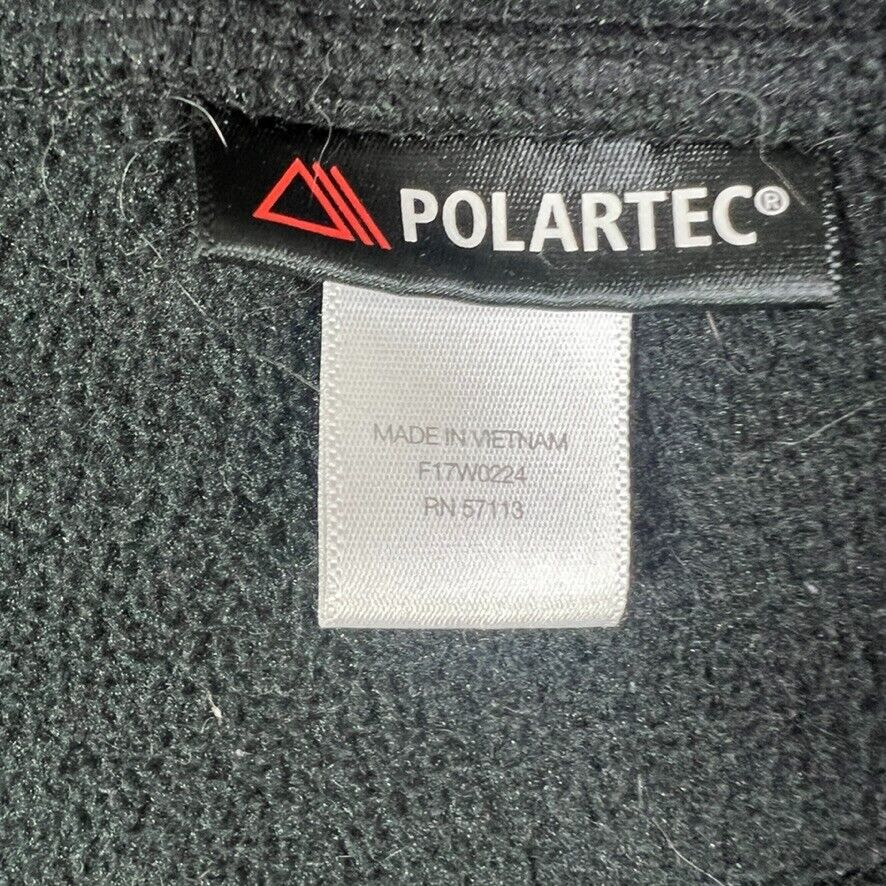 POLARTEC®
MADE IN VIETNAM
F17W0224
RN 57113